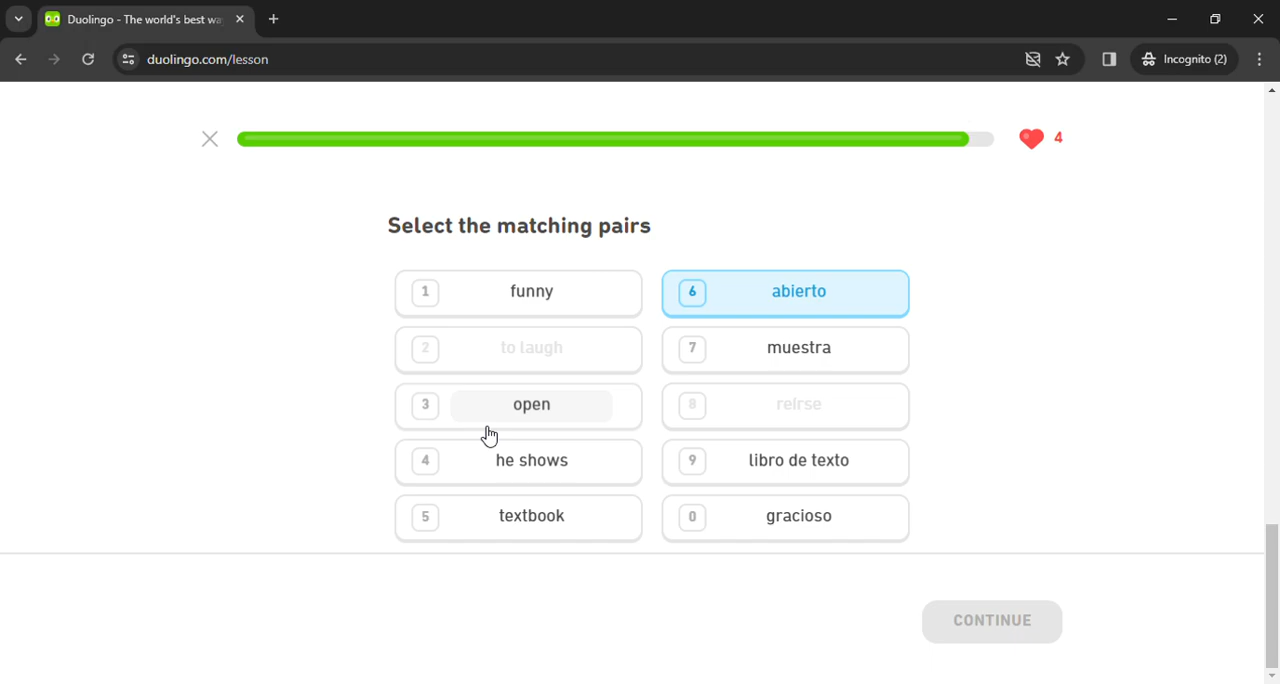 Duolingo - The world's best wa
duolingo.com/lesson
Incognito (2)
4
Select the matching pairs
1 funny
6 abierto
2 to laugh
7 muestra
3 open
8 reírse
4 he shows
9 libro de texto
5 textbook
0 gracioso
CONTINUE